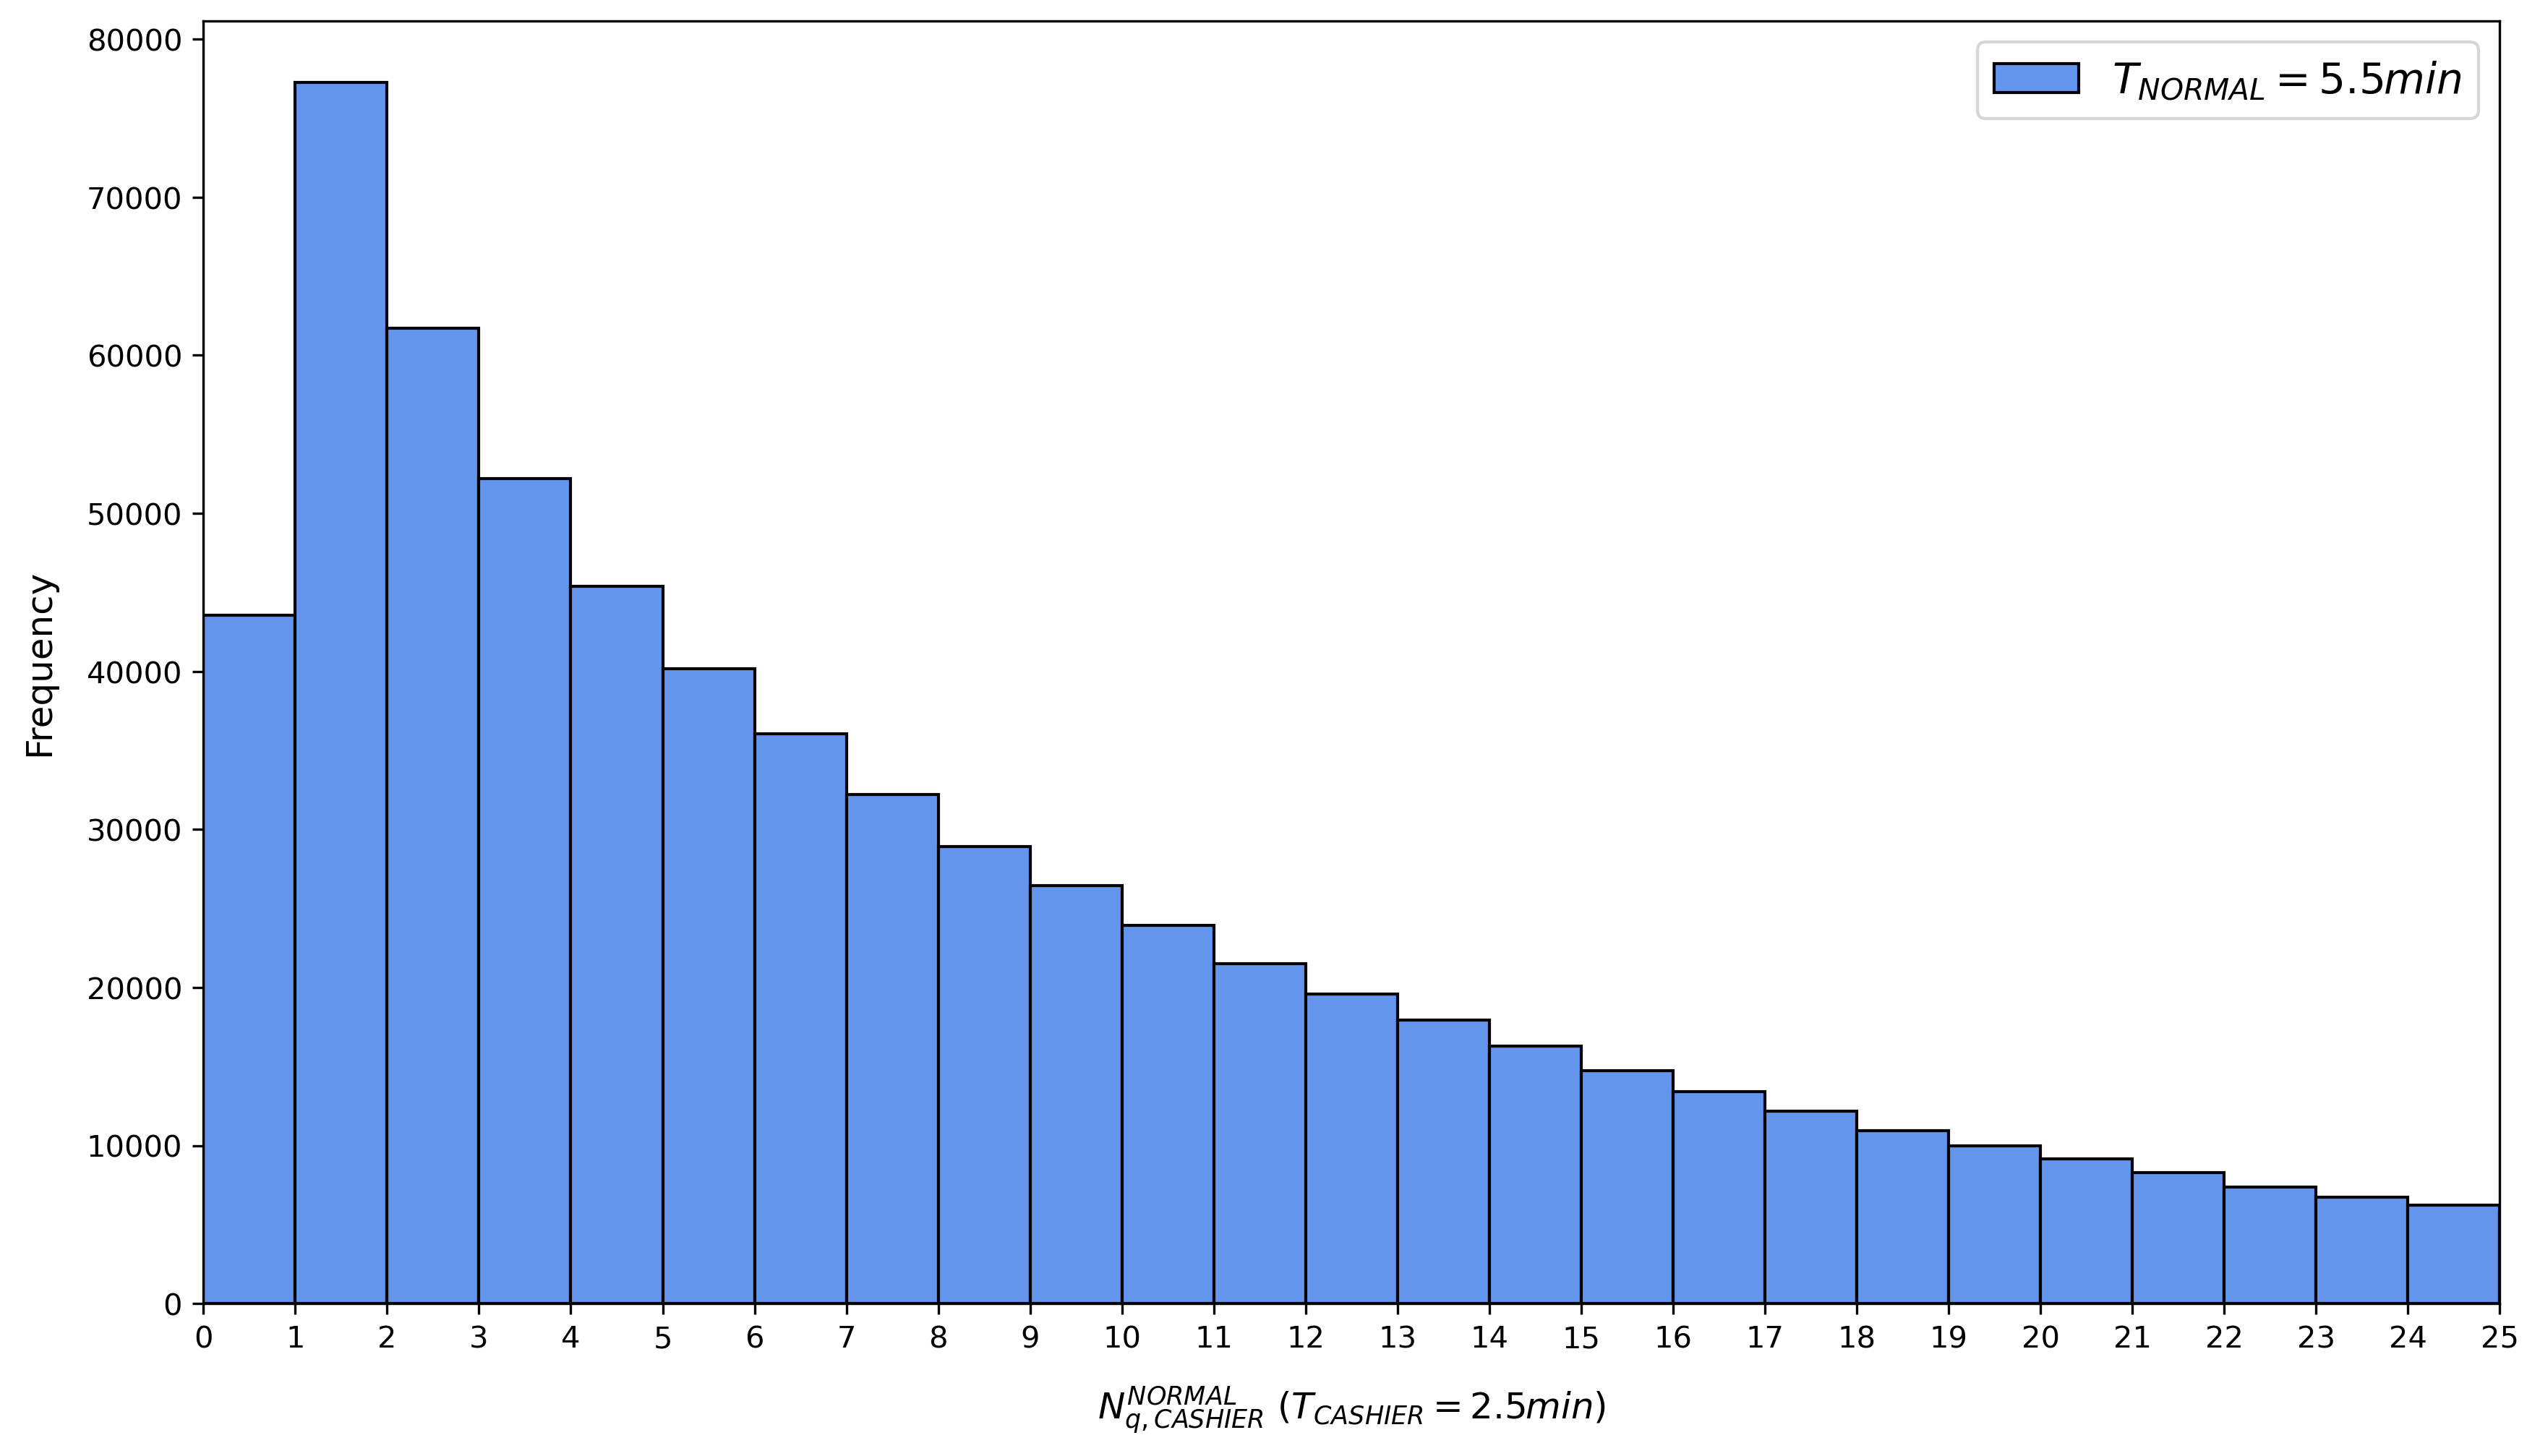 T_NORMAL = 5.5min
80000
70000
60000
50000
40000
30000
20000
10000
0
Frequency
0 1 2 3 4 5 6 7 8 9 10 11 12 13 14 15 16 17 18 19 20 21 22 23 24 25
N_{q, CASHIER}^{NORMAL} (T_CASHIER = 2.5min)